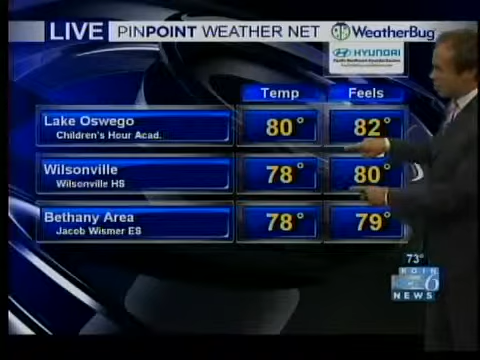 LIVE PINPOINT WEATHER NET WeatherBug
HYUNDAI
Temp Feels
Lake Oswego
Children's Hour Acad.
80° 82°
Wilsonville
Wilsonville HS
78° 80°
Bethany Area
Jacob Wismer ES
78° 79°
73°
KOIN
6
NEWS